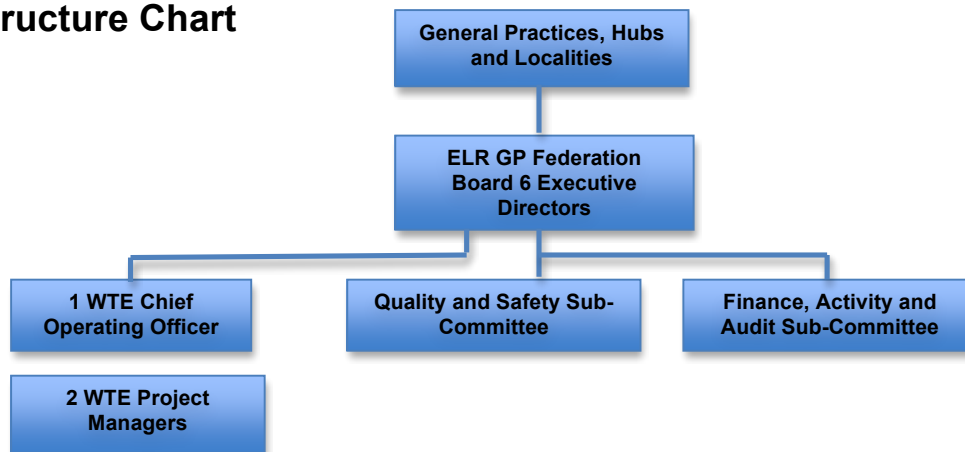 ructure Chart
General Practices, Hubs
and Localities
ELR GP Federation
Board 6 Executive
Directors
1 WTE Chief
Operating Officer
Quality and Safety Sub-
Committee
Finance, Activity and
Audit Sub-Committee
2 WTE Project
Managers